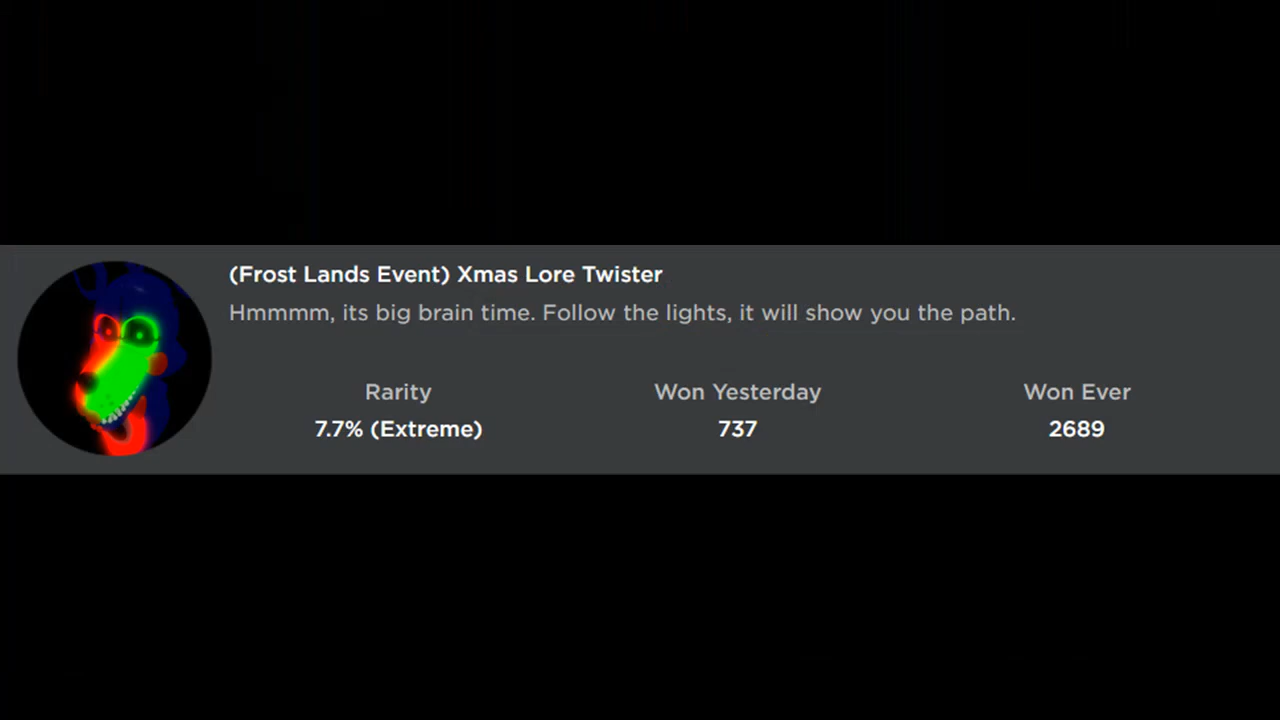 (Frost Lands Event) Xmas Lore Twister
Hmmmm, its big brain time. Follow the lights, it will show you the path.
Rarity Won Yesterday Won Ever
7.7% (Extreme) 737 2689